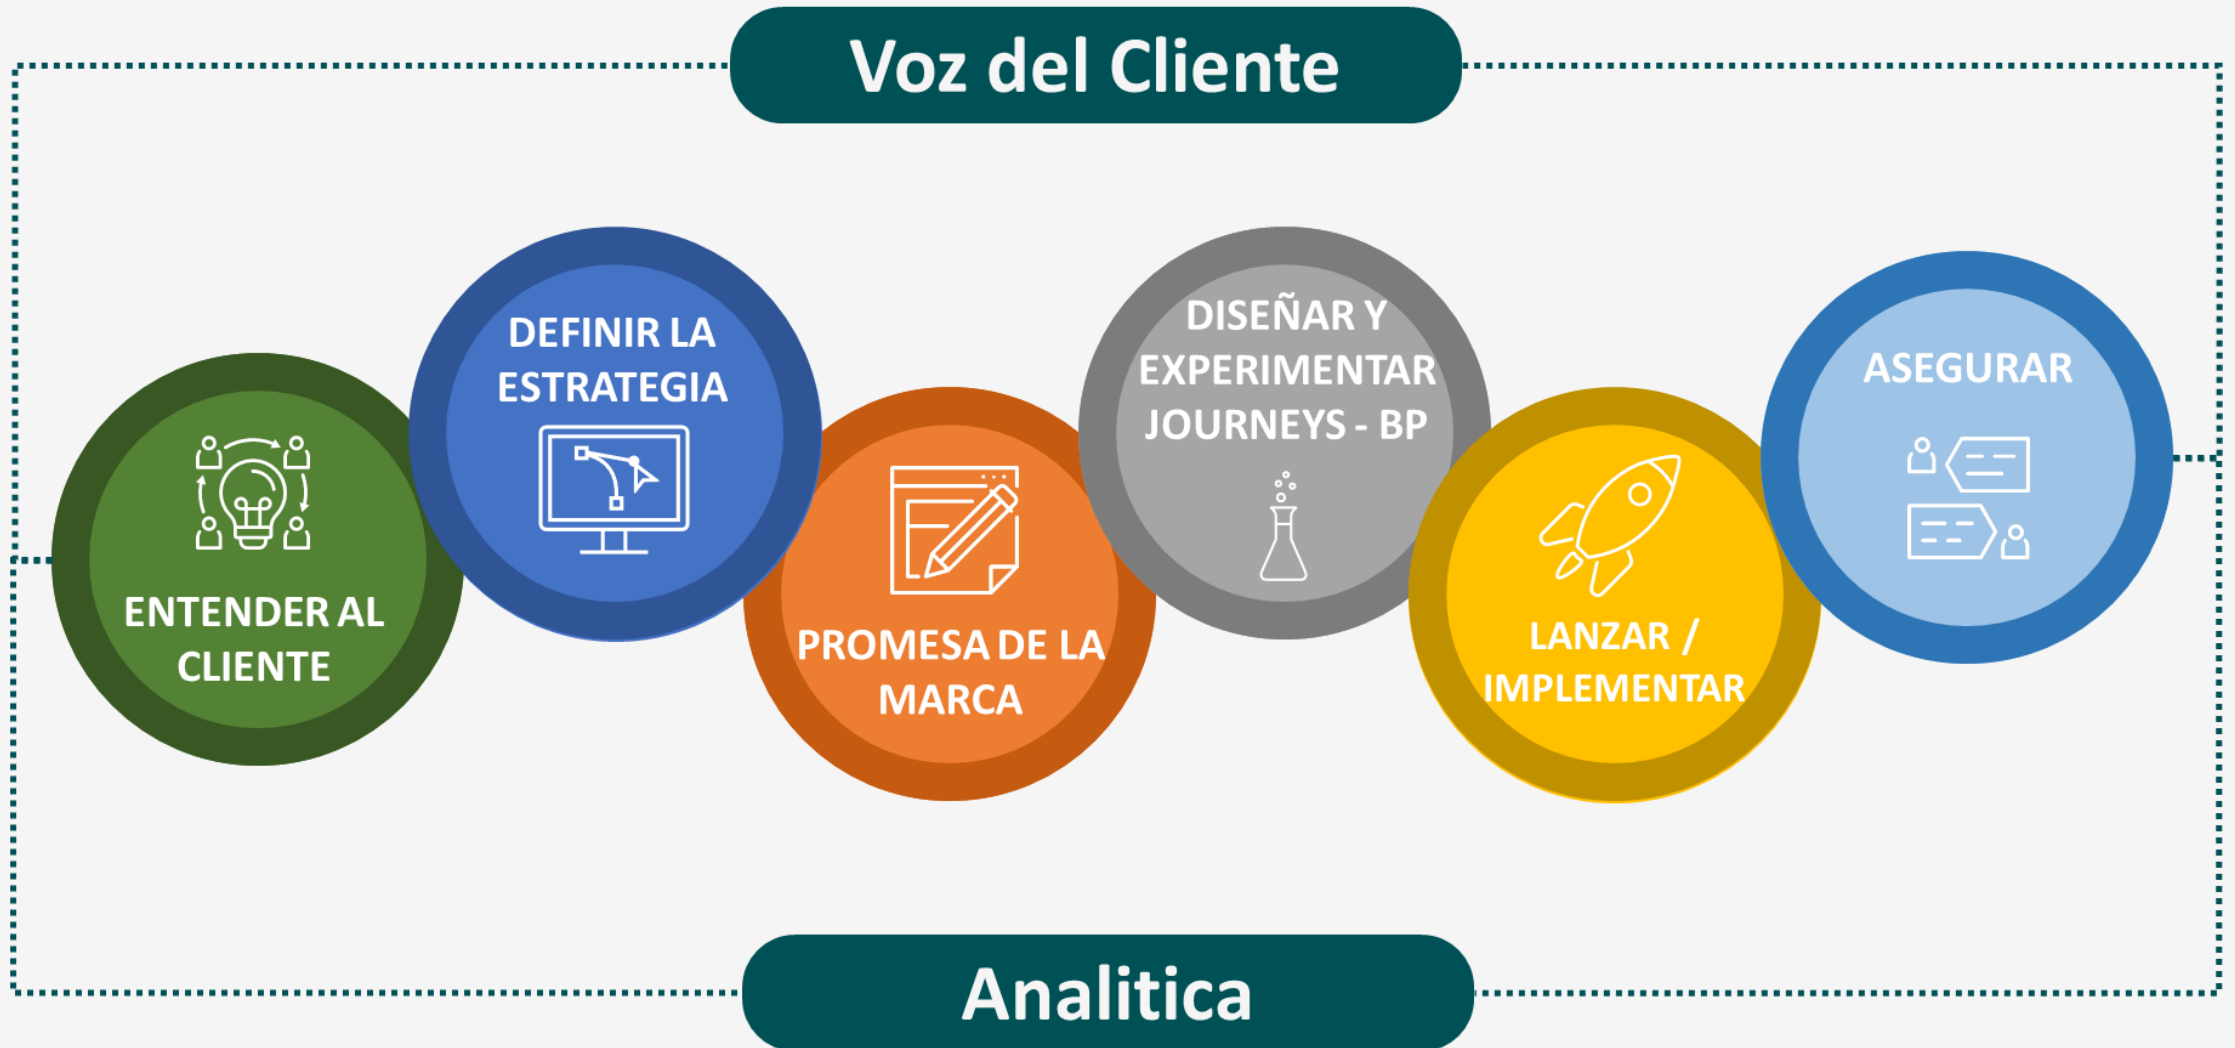 Voz del Cliente
ENTENDER AL
CLIENTE
DEFINIR LA
ESTRATEGIA
PROMESA DE LA
MARCA
DISEÑAR Y
EXPERIMENTAR
JOURNEYS - BP
LANZAR /
IMPLEMENTAR
ASEGURAR
Analitica